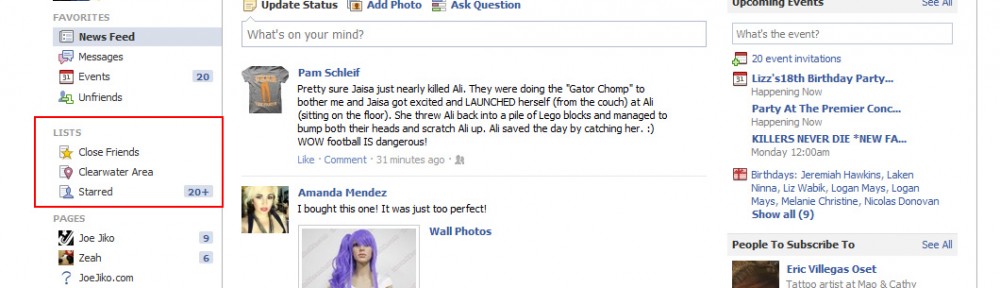 FAVORITES
News Feed
Messages
Events 20
Unfriends
LISTS
Close Friends
Clearwater Area
Starred 20+
PAGES
Joe Jiko 9
Zeah 6
JoeJiko.com
Update Status Add Photo Ask Question
What's on your mind?
Pam Schleif
Pretty sure Jaisa just nearly killed Ali. They were doing the "Gator Chomp" to
bother me and Jaisa got excited and LAUNCHED herself (from the couch) at Ali
(sitting on the floor). She threw Ali back into a pile of Lego blocks and managed to
bump both their heads and scratch Ali up. Ali saved the day by catching her. :)
WOW football IS dangerous!
Like · Comment · 31 minutes ago ·
Amanda Mendez
I bought this one! It was just too perfect!
Wall Photos
Upcoming Events See All
What's the event?
20 event invitations
31 Lizz's18th Birthday Party...
Happening Now
Party At The Premier Conc...
Happening Now
KILLERS NEVER DIE *NEW FA...
Monday 12:00am
Birthdays: Jeremiah Hawkins, Laken
Ninna, Liz Wabik, Logan Mays, Logan
Mays, Melanie Christine, Nicolas Donovan
Show all (9)
People To Subscribe To See All
Eric Villegas Oset
Tattoo artist at Mao & Cathy